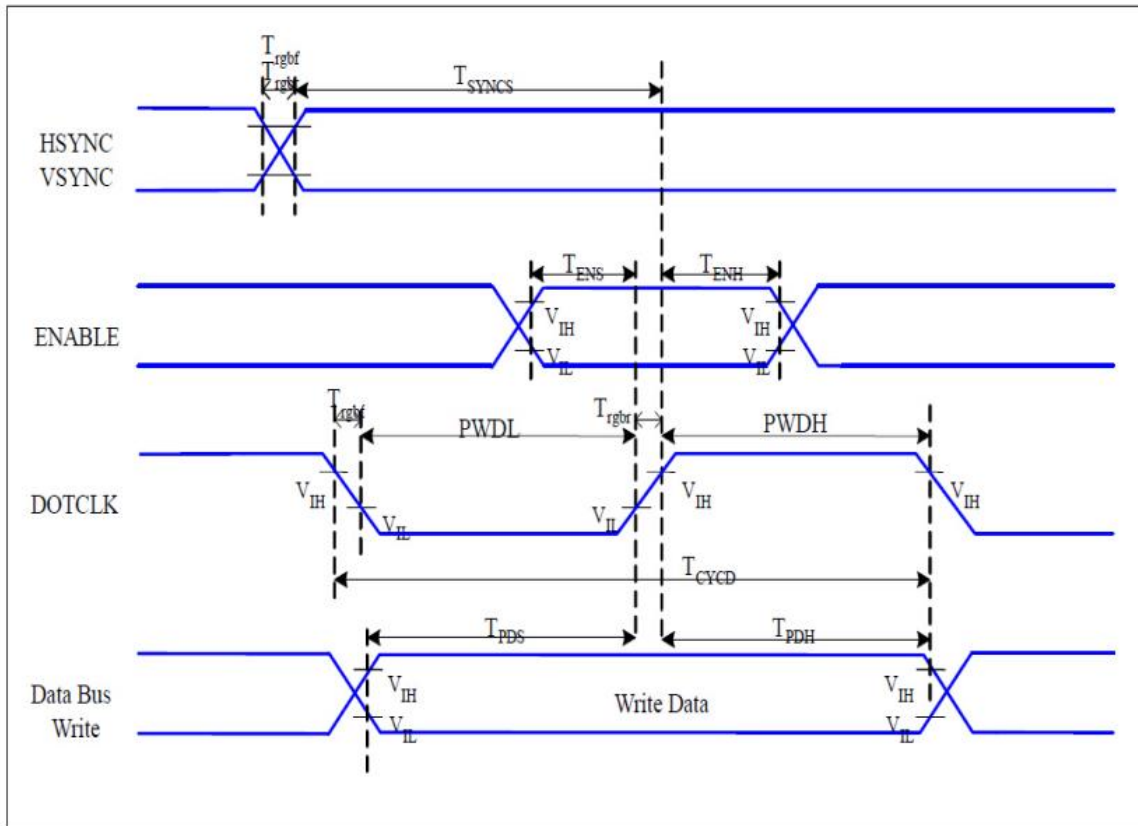 Trgbf
Trgbr
TSYNCS
HSYNC
VSYNC
TENS
TENH
VIH
VIH
ENABLE
VIL
VIL
Trgbf
Trgbr
PWDL
PWDH
VIH
VIH
VIH
DOTCLK
VIL
VIL
TCYCD
TPDS
TPDH
VIH
VIH
Data Bus
Write Data
Write
VIL
VIL